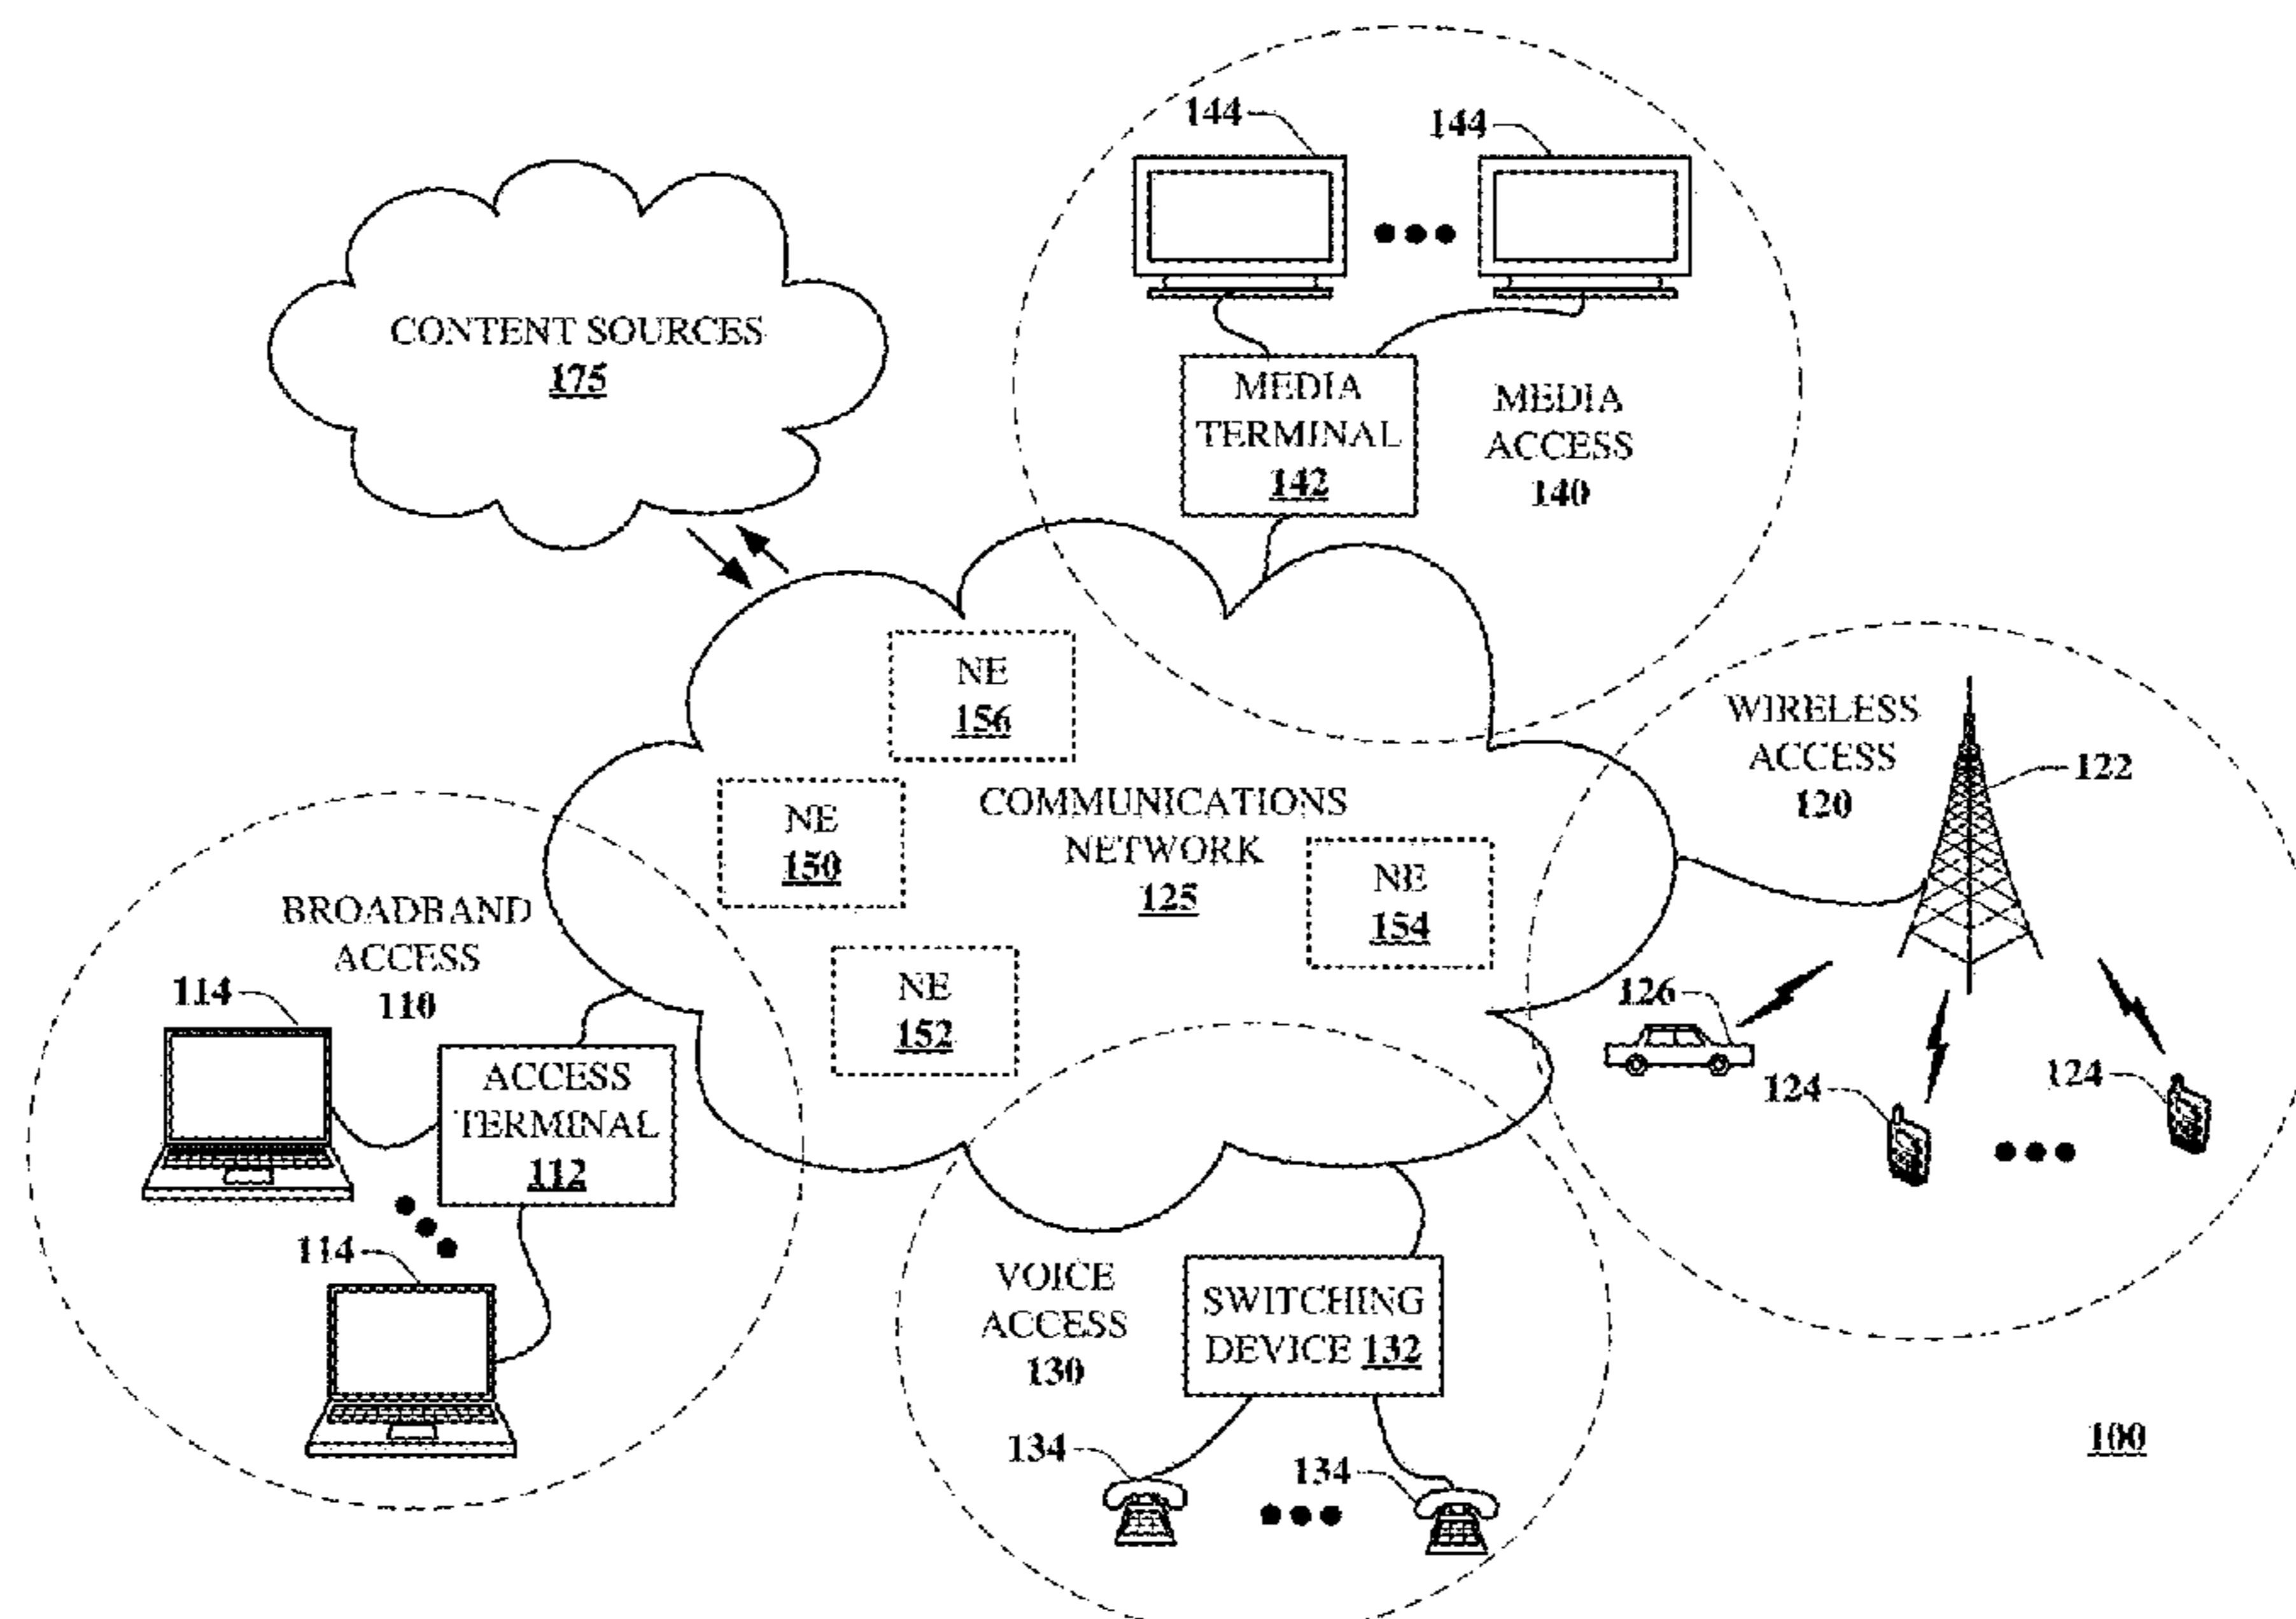 144
144
CONTENT SOURCES
175
MEDIA
TERMINAL
142
MEDIA
ACCESS
140
NE
156
WIRELESS
ACCESS
120
122
NE
150
COMMUNICATIONS
NETWORK
125
NE
154
BROADBAND
ACCESS
110
114
NE
152
126
ACCESS
TERMINAL
112
124
124
114
VOICE
ACCESS
130
SWITCHING
DEVICE 132
134
134
100